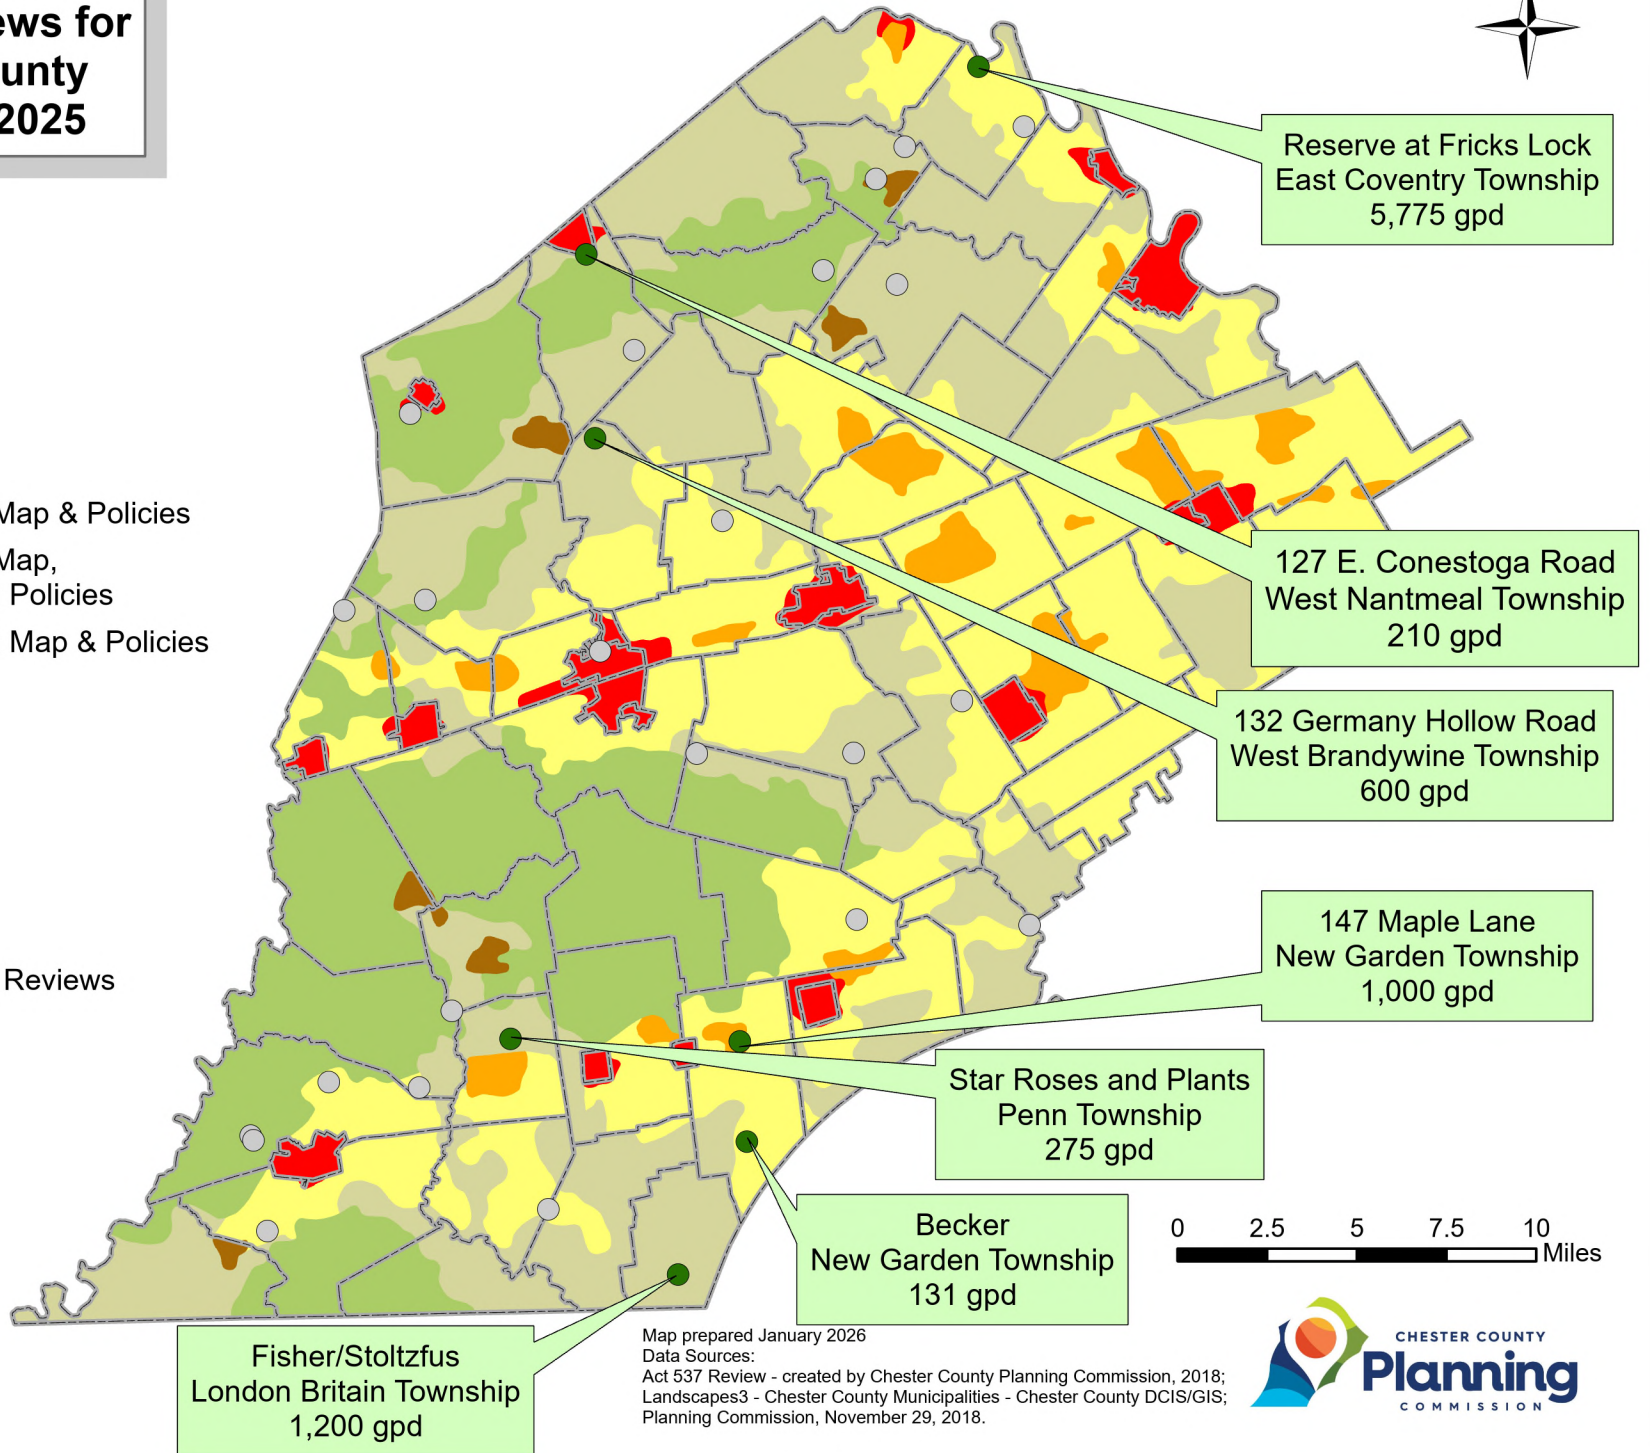 ews for
unty
2025
Reserve at Fricks Lock
East Coventry Township
5,775 gpd
Map & Policies
Map,
Policies
Map & Policies
127 E. Conestoga Road
West Nantmeal Township
210 gpd
132 Germany Hollow Road
West Brandywine Township
600 gpd
147 Maple Lane
New Garden Township
1,000 gpd
Reviews
Star Roses and Plants
Penn Township
275 gpd
Becker
New Garden Township
131 gpd
0 2.5 5 7.5 10
Miles
Fisher/Stoltzfus
London Britain Township
1,200 gpd
Map prepared January 2026
Data Sources:
Act 537 Review - created by Chester County Planning Commission, 2018;
Landscapes3 - Chester County Municipalities - Chester County DCIS/GIS;
Planning Commission, November 29, 2018.
CHESTER COUNTY
Planning
COMMISSION